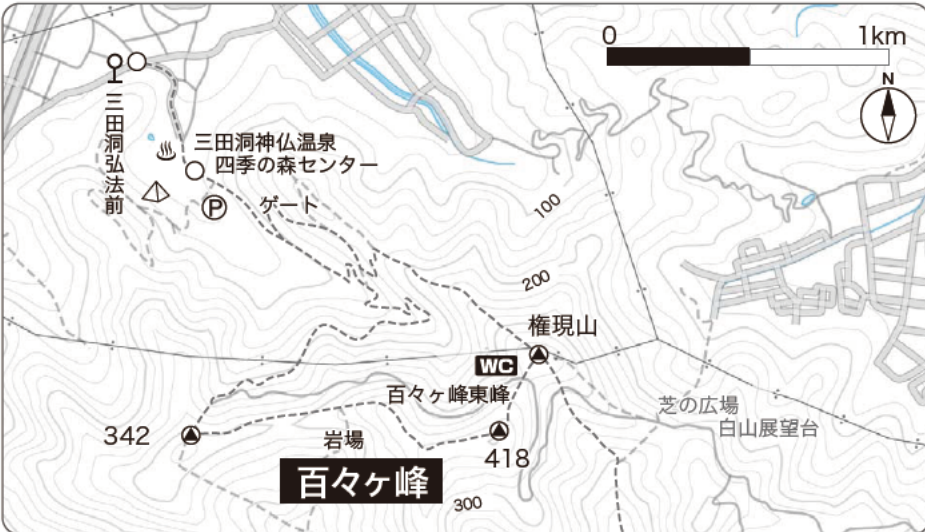 0 1km
N
三田洞弘法前
三田洞神仏温泉
四季の森センター
P
ゲート
100
200
権現山
WC
百々ヶ峰東峰
芝の広場
白山展望台
342
岩場
418
百々ヶ峰
300